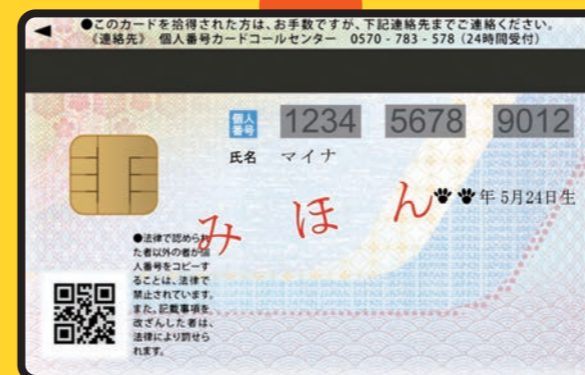 ●このカードを拾得された方は、お手数ですが、下記連絡先までご連絡ください。
《連絡先》 個人番号カードコールセンター 0570 - 783 - 578 (24時間受付)
個人番号 1234 5678 9012
氏名 マイナ
年 5月24日生
みほん
●法律で認められ
た者以外の者が個
人番号をコピーす
ることは、法律で
禁止されています。
また、記載事項を
改ざんした者は、
法律により罰せら
れます。